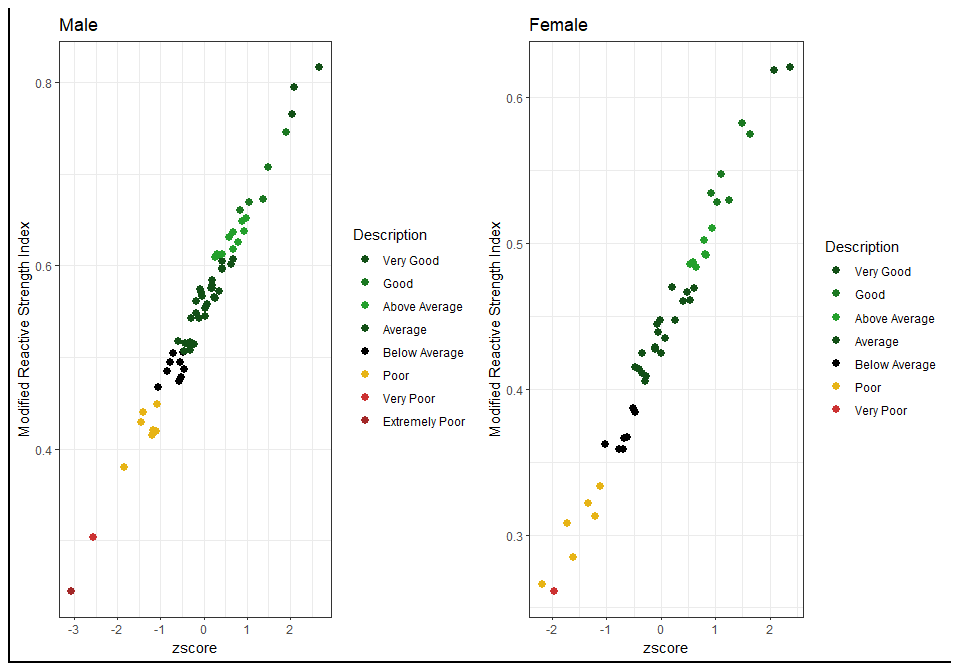 Male
Modified Reactive Strength Index
0.8
0.6
0.4
-3 -2 -1 0 1 2
zscore
Description
Very Good
Good
Above Average
Average
Below Average
Poor
Very Poor
Extremely Poor
Female
Modified Reactive Strength Index
0.6
0.5
0.4
0.3
-2 -1 0 1 2
zscore
Description
Very Good
Good
Above Average
Average
Below Average
Poor
Very Poor